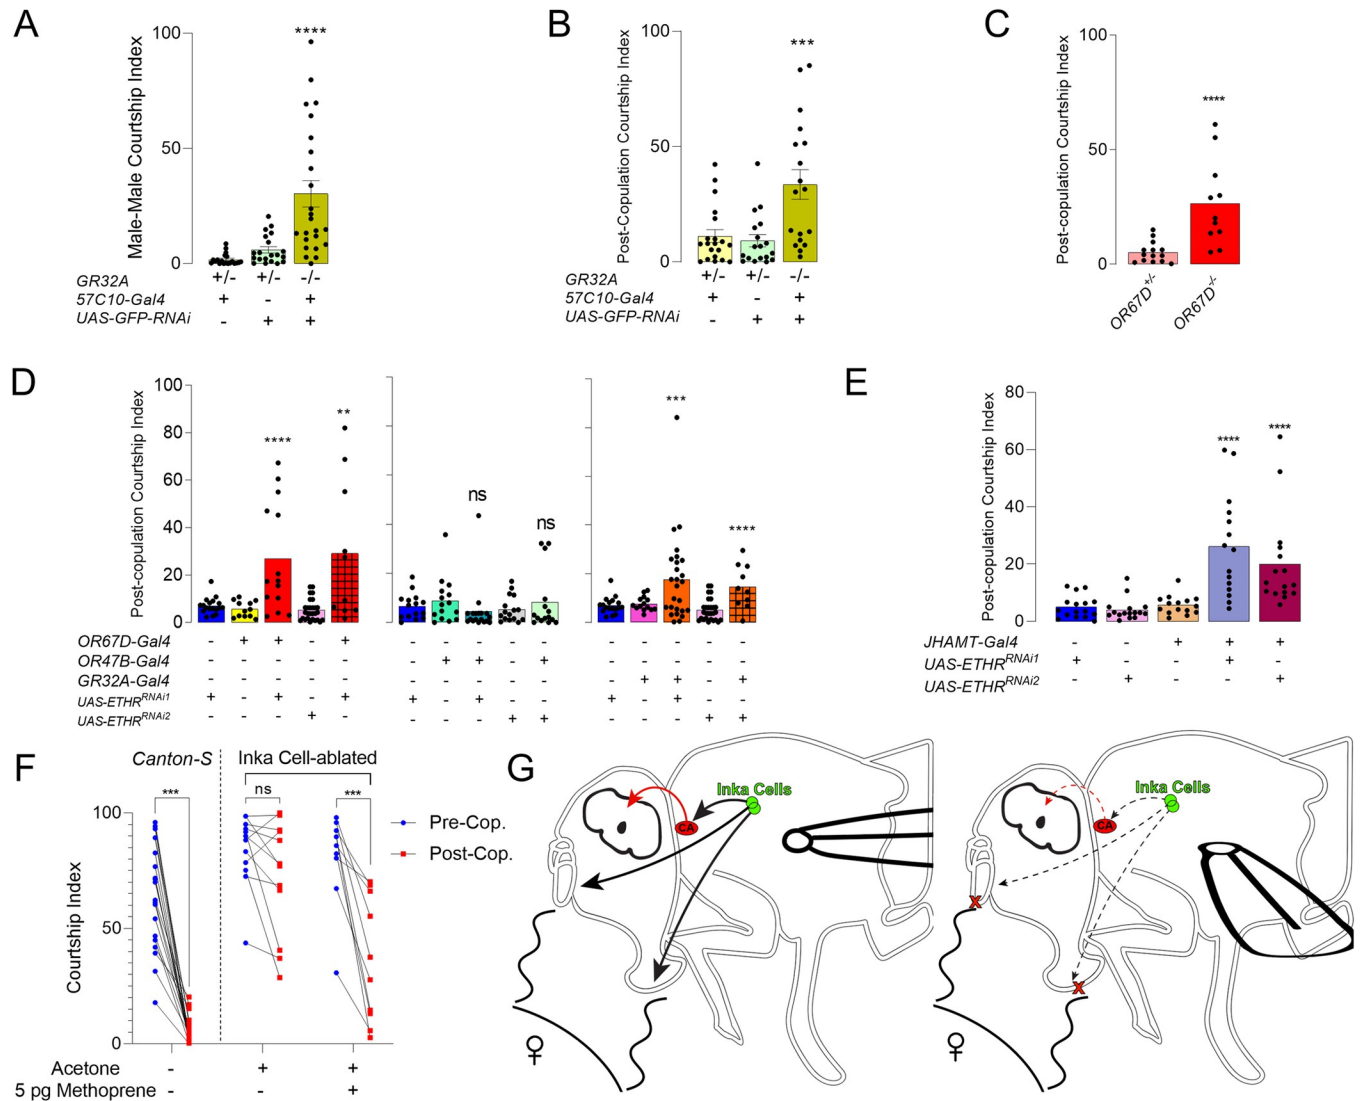 A
Male-Male Courtship Index
100
50
0
****
GR32A +/- +/- -/-
57C10-Gal4 + - +
UAS-GFP-RNAi - + +
B
Post-Copulation Courtship Index
100
50
0
***
GR32A +/- +/- -/-
57C10-Gal4 + - +
UAS-GFP-RNAi - + +
C
Post-copulation Courtship Index
100
50
0
****
OR67D+/- OR67D-/-
D
Post-copulation Courtship Index
100
80
60
40
20
0
**** **
ns ns
*** ****
OR67D-Gal4 - + + - + - - - - - - - - - -
OR47B-Gal4 - - - - - - + + - + - - - - -
GR32A-Gal4 - - - - - - - - - - - + + - +
UAS-ETHRRNAi1 + - + - + + - + - - + - + - -
UAS-ETHRRNAi2 - - - + - - - - + + - - - + +
E
Post-copulation Courtship Index
80
60
40
20
0
**** ****
JHAMT-Gal4 - - + + +
UAS-ETHRRNAi1 + - - + -
UAS-ETHRRNAi2 - + - - +
F
Canton-S Inka Cell-ablated
*** ns ***
Courtship Index
100
50
0
Pre-Cop.
Post-Cop.
Acetone - + +
5 pg Methoprene - - +
G
Inka Cells
CA
♀
Inka Cells
CA
X
X
♀